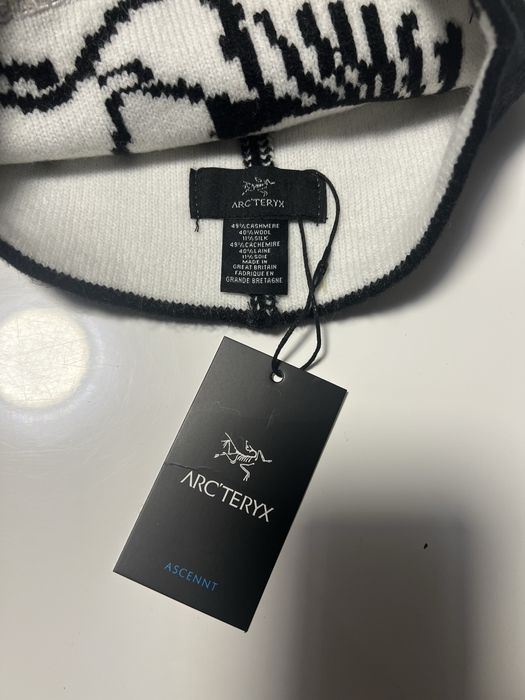 ARC'TERYX
49%CASHMERE
40%WOOL
11%SILK
49%CACHEMIRE
40%LAINE
11%SOIE
MADE IN
GREAT BRITAIN
FABRIQUE EN
GRANDE BRETAGNE
ARC'TERYX
ASCENNT